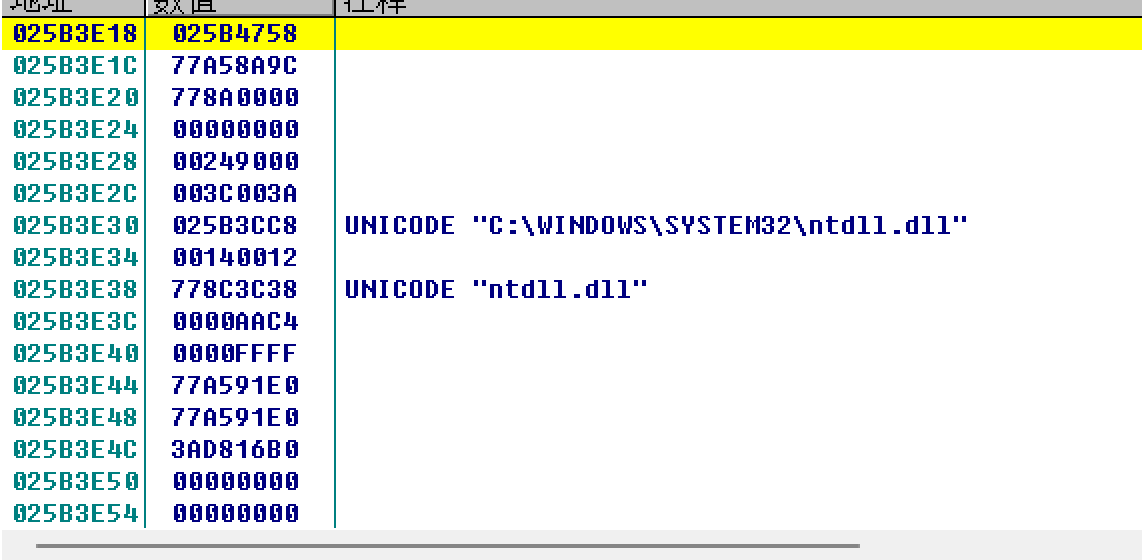 地址 数值 注释
025B3E18 025B4758
025B3E1C 77A58A9C
025B3E20 778A0000
025B3E24 00000000
025B3E28 00249000
025B3E2C 003C003A
025B3E30 025B3CC8 UNICODE "C:\WINDOWS\SYSTEM32\ntdll.dll"
025B3E34 00140012
025B3E38 778C3C38 UNICODE "ntdll.dll"
025B3E3C 0000AAC4
025B3E40 0000FFFF
025B3E44 77A591E0
025B3E48 77A591E0
025B3E4C 3AD816B0
025B3E50 00000000
025B3E54 00000000